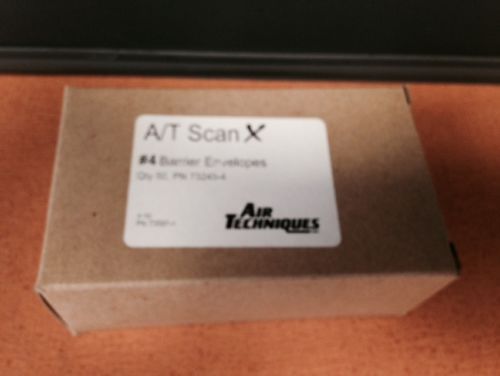 A/T Scan X
#4 Barrier Envelopes
Qty 50, PN 73249-4
AIR
TECHNIQUES